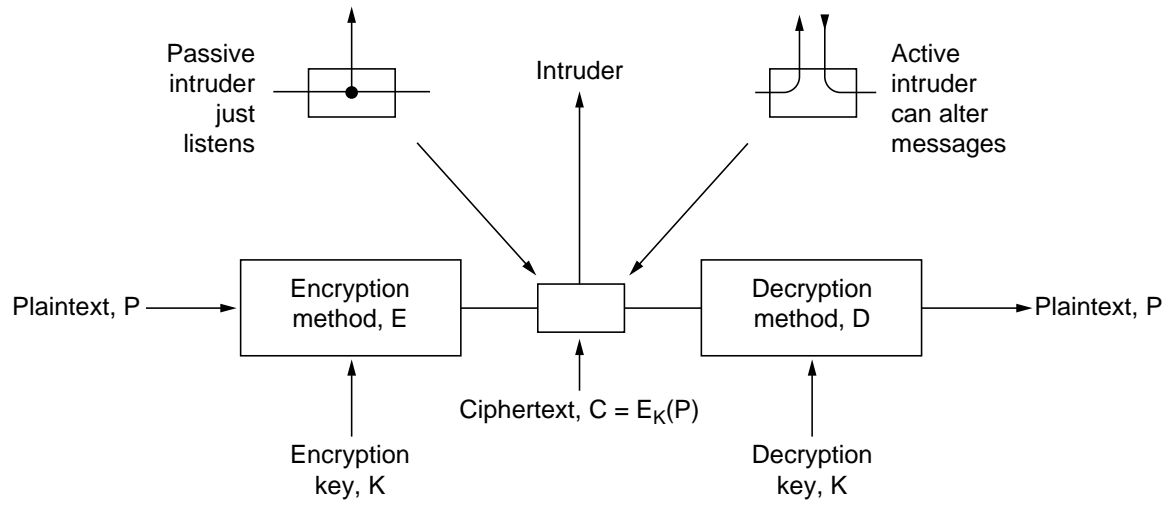 Passive
intruder
just
listens
Intruder
Active
intruder
can alter
messages
Plaintext, P
Encryption
method, E
Decryption
method, D
Plaintext, P
Ciphertext, C = E_K(P)
Encryption
key, K
Decryption
key, K